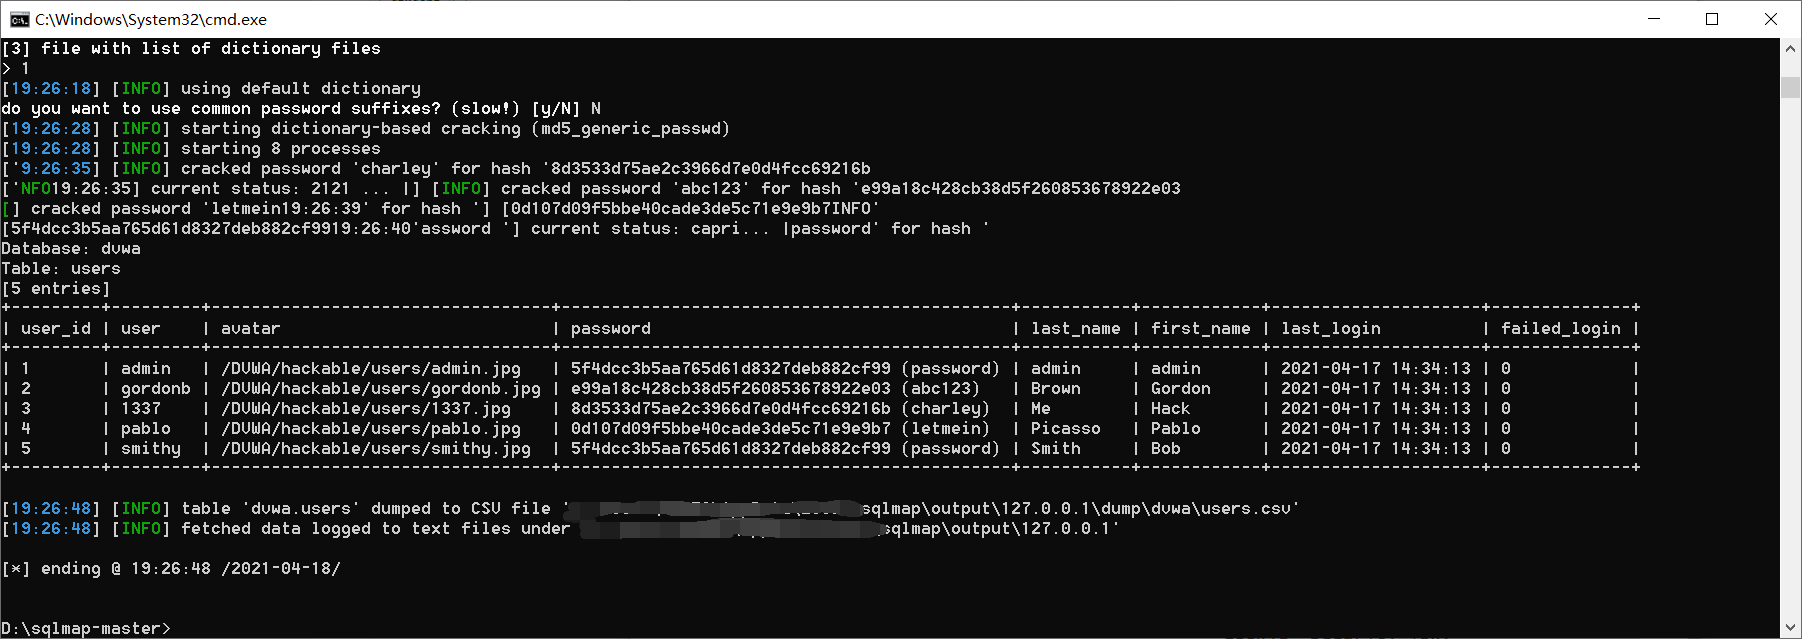 C:\Windows\System32\cmd.exe
[3] file with list of dictionary files
> 1
[19:26:18] [INFO] using default dictionary
do you want to use common password suffixes? (slow!) [y/N] N
[19:26:28] [INFO] starting dictionary-based cracking (md5_generic_passwd)
[19:26:28] [INFO] starting 8 processes
['9:26:35] [INFO] cracked password 'charley' for hash '8d3533d75ae2c3966d7e0d4fcc69216b
['NFO19:26:35] current status: 2121 ... |] [INFO] cracked password 'abc123' for hash 'e99a18c428cb38d5f260853678922e03
[] cracked password 'letmein19:26:39' for hash '] [0d107d09f5bbe40cade3de5c71e9e9b7INFO'
[5f4dcc3b5aa765d61d8327deb882cf9919:26:40'assword '] current status: capri... |password' for hash '
Database: dvwa
Table: users
[5 entries]
+---------+---------+----------------------------------+---------------------------------------------+-----------+------------+---------------------+--------------+
| user_id | user    | avatar                           | password                                    | last_name | first_name | last_login          | failed_login |
+---------+---------+----------------------------------+---------------------------------------------+-----------+------------+---------------------+--------------+
| 1       | admin   | /DVWA/hackable/users/admin.jpg   | 5f4dcc3b5aa765d61d8327deb882cf99 (password) | admin     | admin      | 2021-04-17 14:34:13 | 0            |
| 2       | gordonb | /DVWA/hackable/users/gordonb.jpg | e99a18c428cb38d5f260853678922e03 (abc123)   | Brown     | Gordon     | 2021-04-17 14:34:13 | 0            |
| 3       | 1337    | /DVWA/hackable/users/1337.jpg    | 8d3533d75ae2c3966d7e0d4fcc69216b (charley)  | Me        | Hack       | 2021-04-17 14:34:13 | 0            |
| 4       | pablo   | /DVWA/hackable/users/pablo.jpg   | 0d107d09f5bbe40cade3de5c71e9e9b7 (letmein)  | Picasso   | Pablo      | 2021-04-17 14:34:13 | 0            |
| 5       | smithy  | /DVWA/hackable/users/smithy.jpg  | 5f4dcc3b5aa765d61d8327deb882cf99 (password) | Smith     | Bob        | 2021-04-17 14:34:13 | 0            |
+---------+---------+----------------------------------+---------------------------------------------+-----------+------------+---------------------+--------------+
[19:26:48] [INFO] table 'dvwa.users' dumped to CSV file ' sqlmap\output\127.0.0.1\dump\dvwa\users.csv'
[19:26:48] [INFO] fetched data logged to text files under sqlmap\output\127.0.0.1'
[*] ending @ 19:26:48 /2021-04-18/
D:\sqlmap-master>